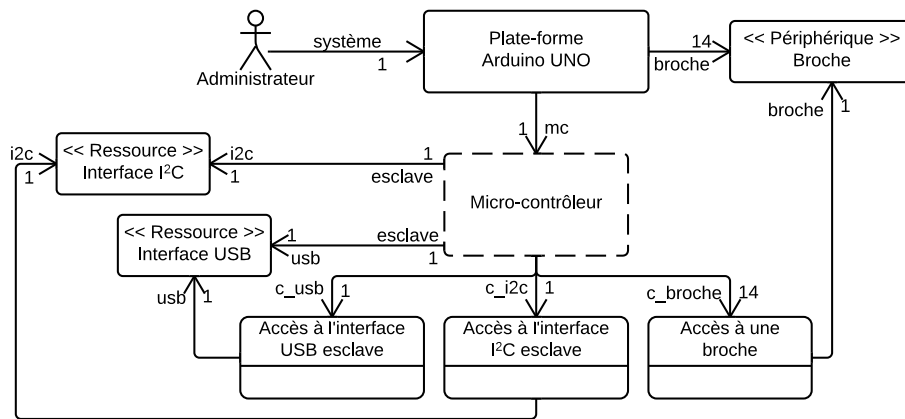 système
1
Administrateur
Plate-forme
Arduino UNO
14
broche
<< Périphérique >>
Broche
broche
1
1
mc
i2c
1
<< Ressource >>
Interface I²C
i2c
1
1
esclave
Micro-contrôleur
<< Ressource >>
Interface USB
1
usb
esclave
1
usb
1
c_usb
1
c_i2c
1
c_broche
14
Accès à l'interface
USB esclave
Accès à l'interface
I²C esclave
Accès à une
broche